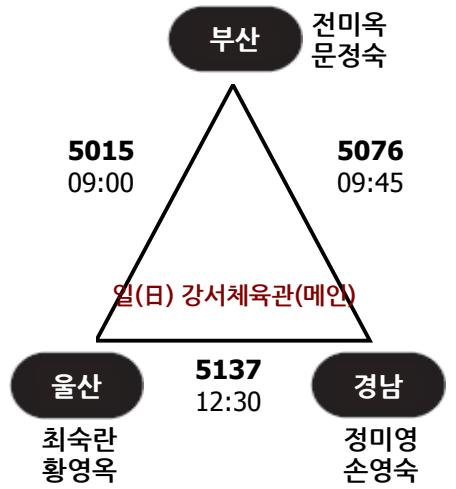 부산
전미옥
문정숙
5015
09:00
5076
09:45
일(日) 강서체육관(메인)
울산
5137
12:30
경남
최숙란
황영옥
정미영
손영숙